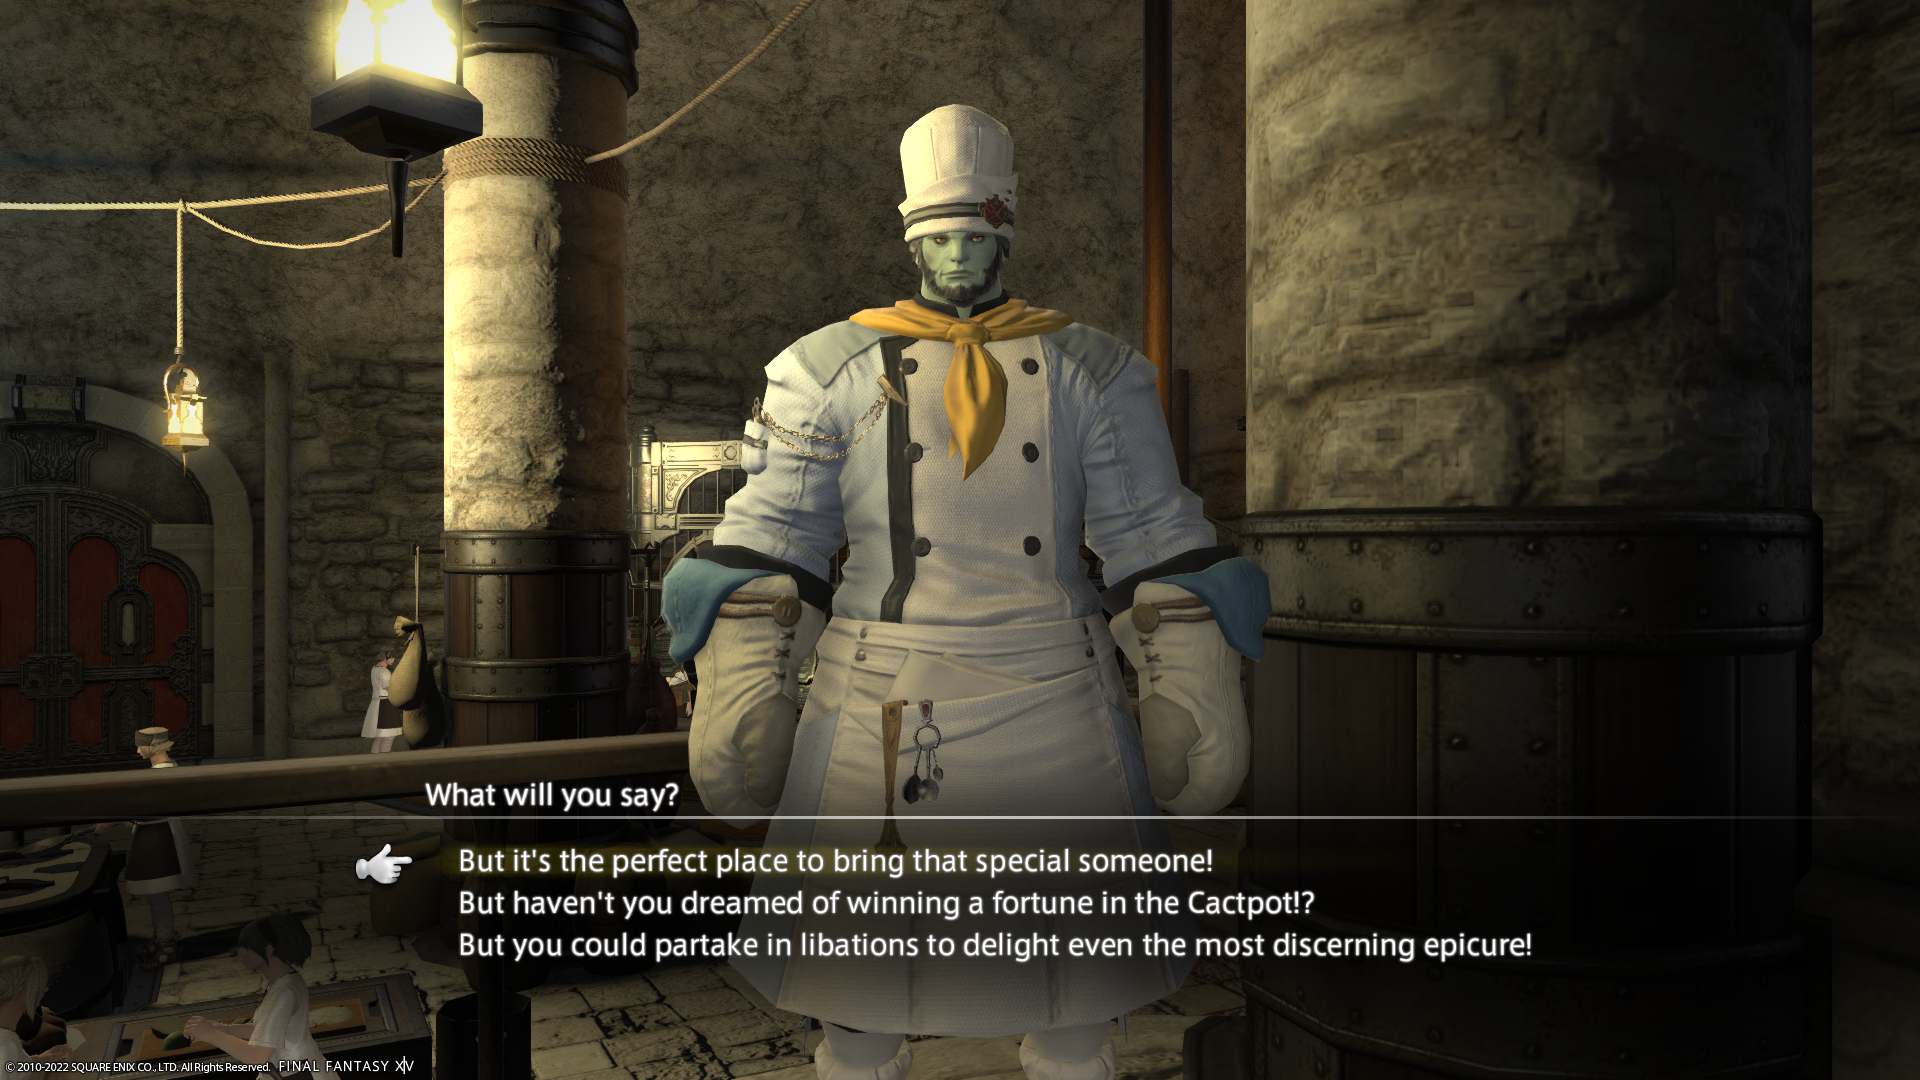 What will you say?
But it's the perfect place to bring that special someone!
But haven't you dreamed of winning a fortune in the Cactpot!?
But you could partake in libations to delight even the most discerning epicure!
© 2010-2022 SQUARE ENIX CO., LTD. All Rights Reserved. FINAL FANTASY XIV